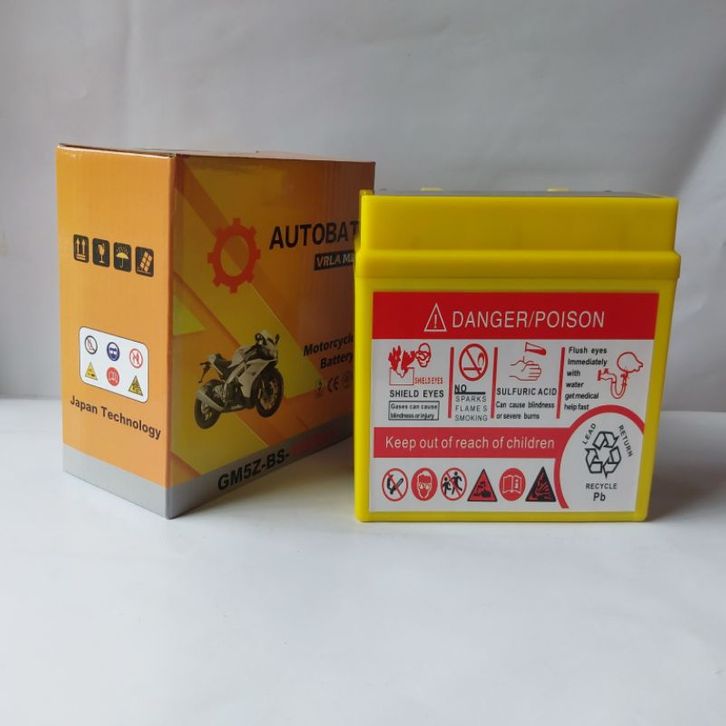 AUTOBAT
VRLA
Motorcycle
Battery
CE
Japan Technology
GM5Z-BS-
DANGER/POISON
SHIELD EYES
SHIELD EYES
Gases can cause
blindness or injury
NO
SPARKS
FLAMES
SMOKING
SULFURIC ACID
Can cause blindness
or severe burns
Flush eyes
immediately
with
water
get medical
help fast
Keep out of reach of children
LEAD
RETURN
RECYCLE
Pb